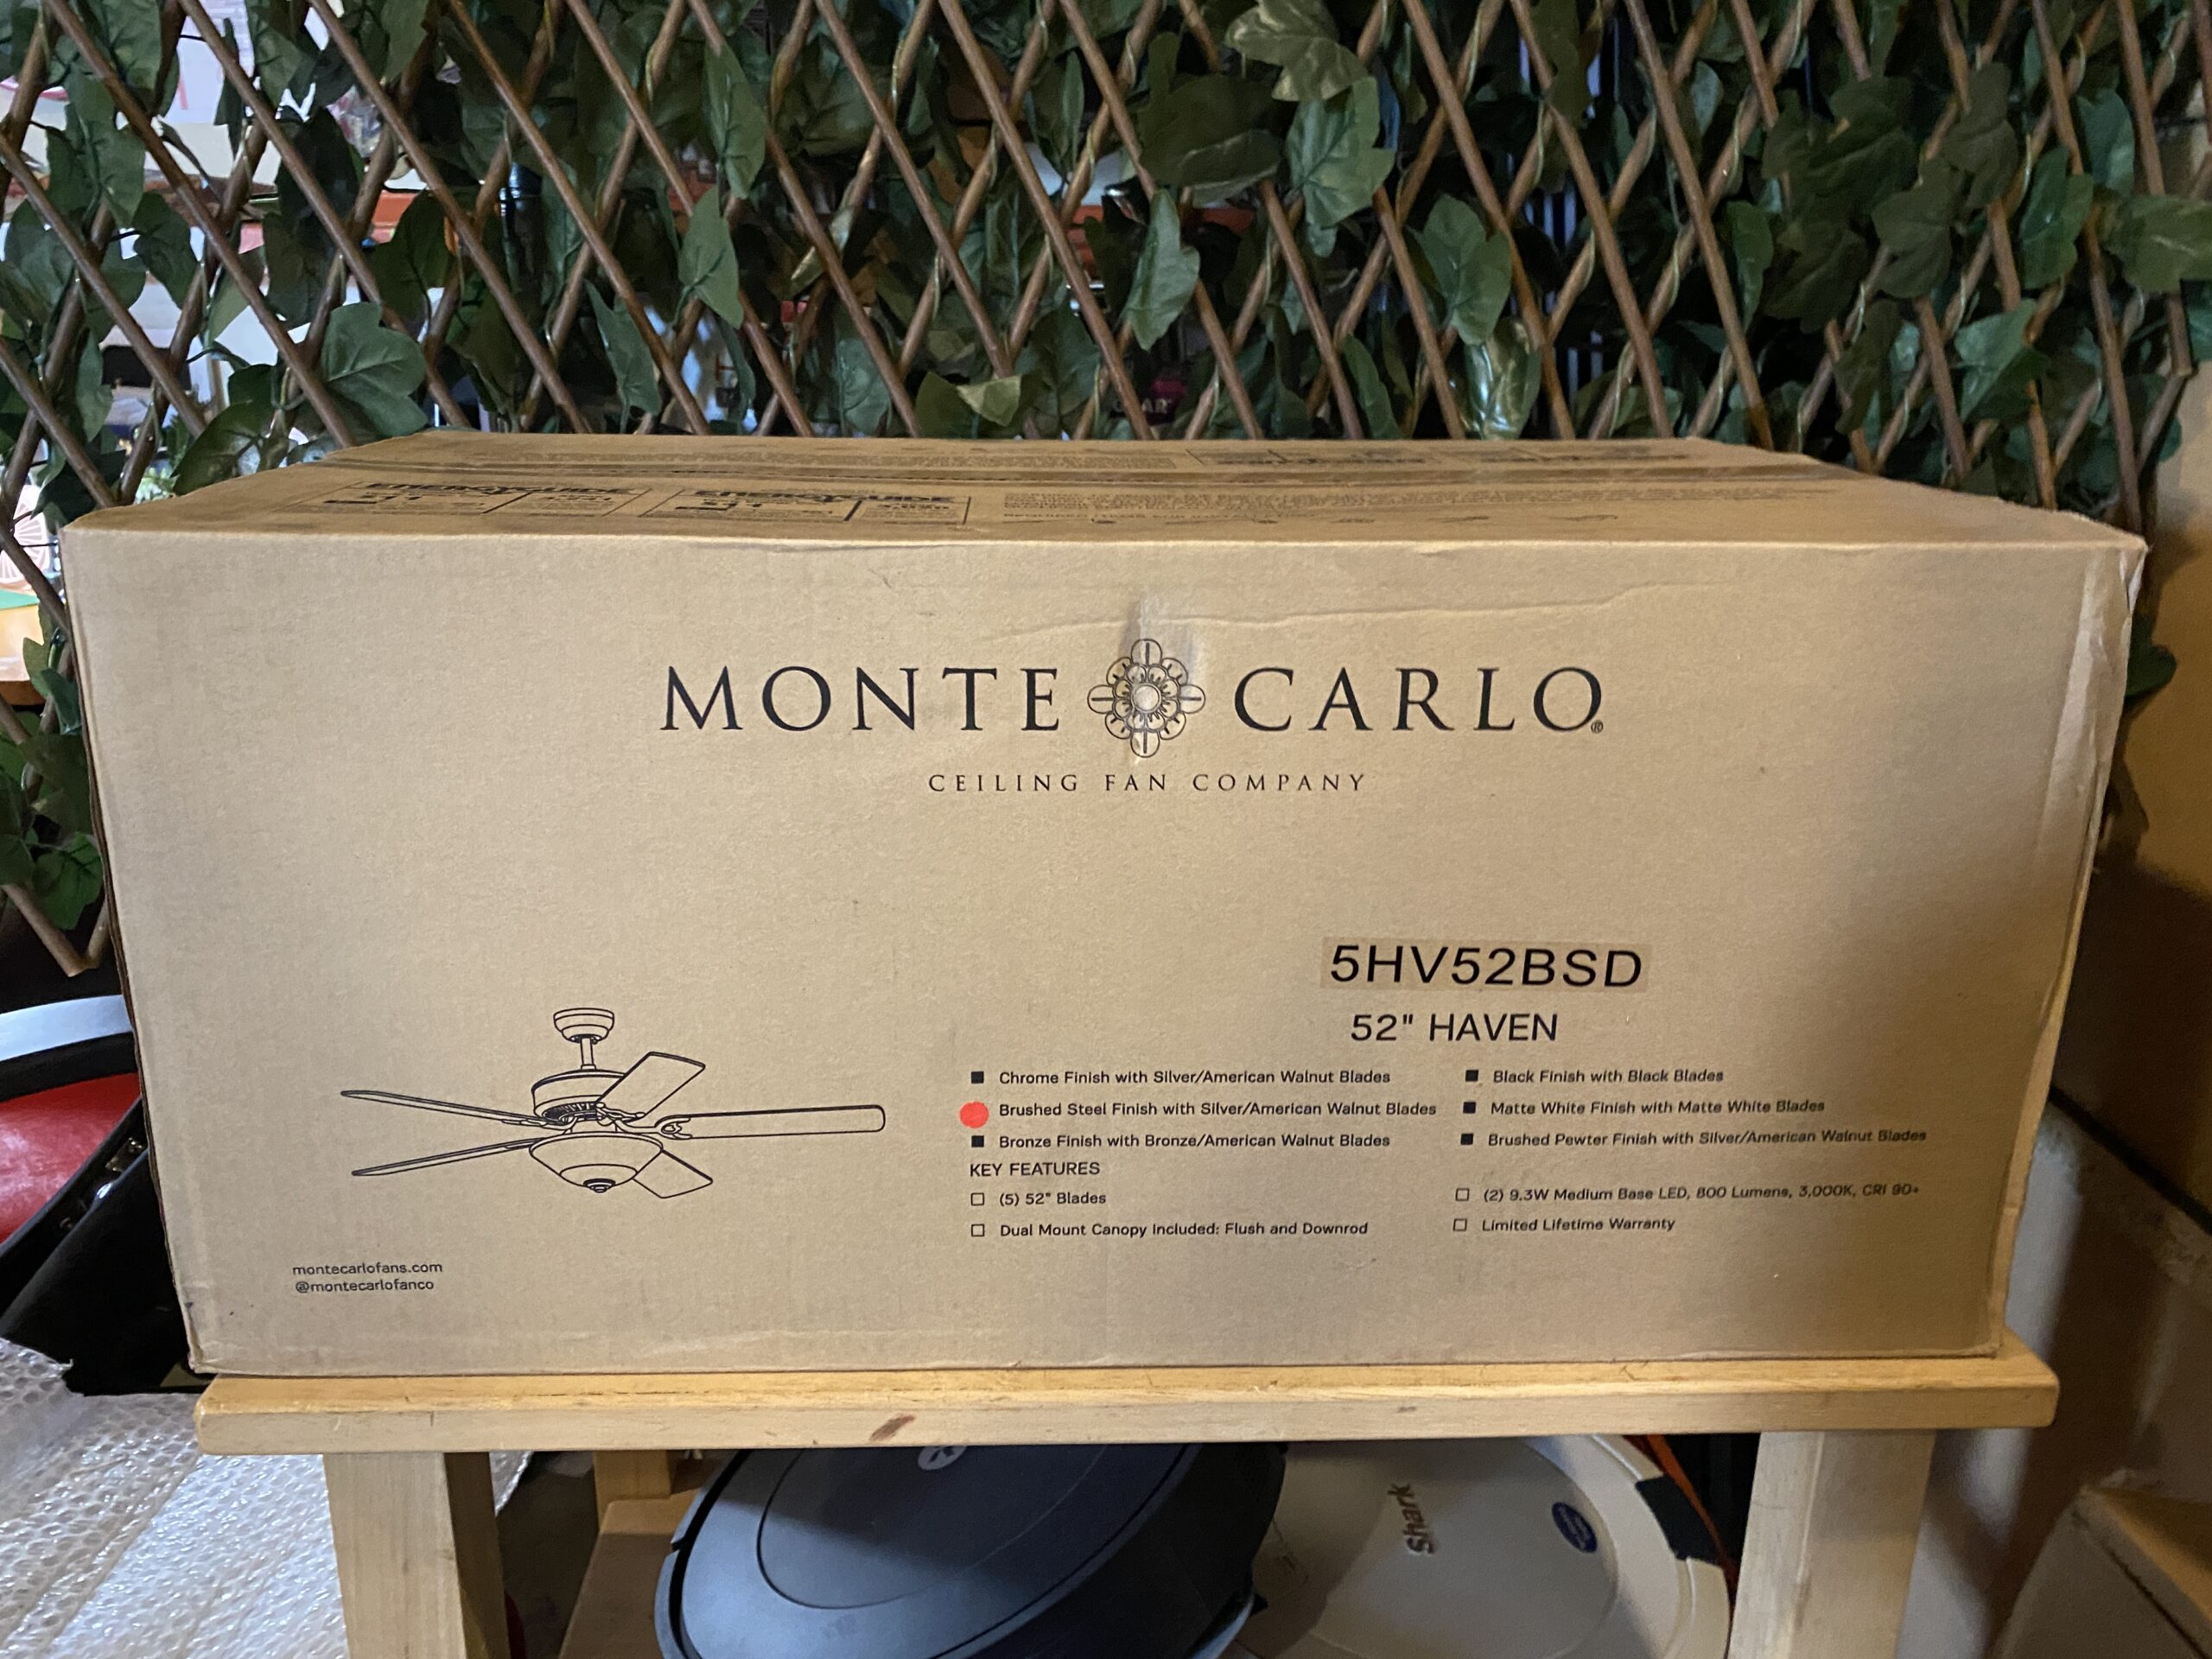 ENERGYGUIDE
ENERGYGUIDE
MONTE CARLO®
CEILING FAN COMPANY
5HV52BSD
52" HAVEN
■ Chrome Finish with Silver/American Walnut Blades
Brushed Steel Finish with Silver/American Walnut Blades
■ Bronze Finish with Bronze/American Walnut Blades
■ Black Finish with Black Blades
■ Matte White Finish with Matte White Blades
■ Brushed Pewter Finish with Silver/American Walnut Blades
KEY FEATURES
☐ (5) 52" Blades
☐ Dual Mount Canopy Included: Flush and Downrod
☐ (2) 9.3W Medium Base LED, 800 Lumens, 3,000K, CRI 90+
☐ Limited Lifetime Warranty
montecarlofans.com
@montecarlofanco
Shark